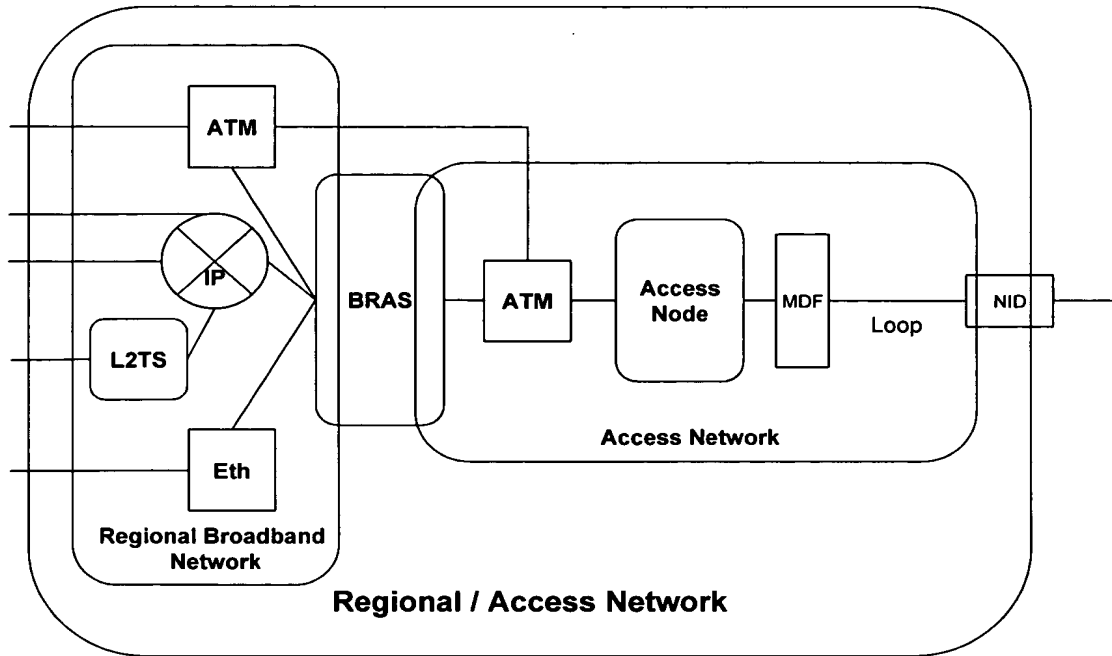 ATM
IP
L2TS
Eth
Regional Broadband
Network
BRAS
ATM
Access
Node
MDF
Loop
NID
Access Network
Regional / Access Network